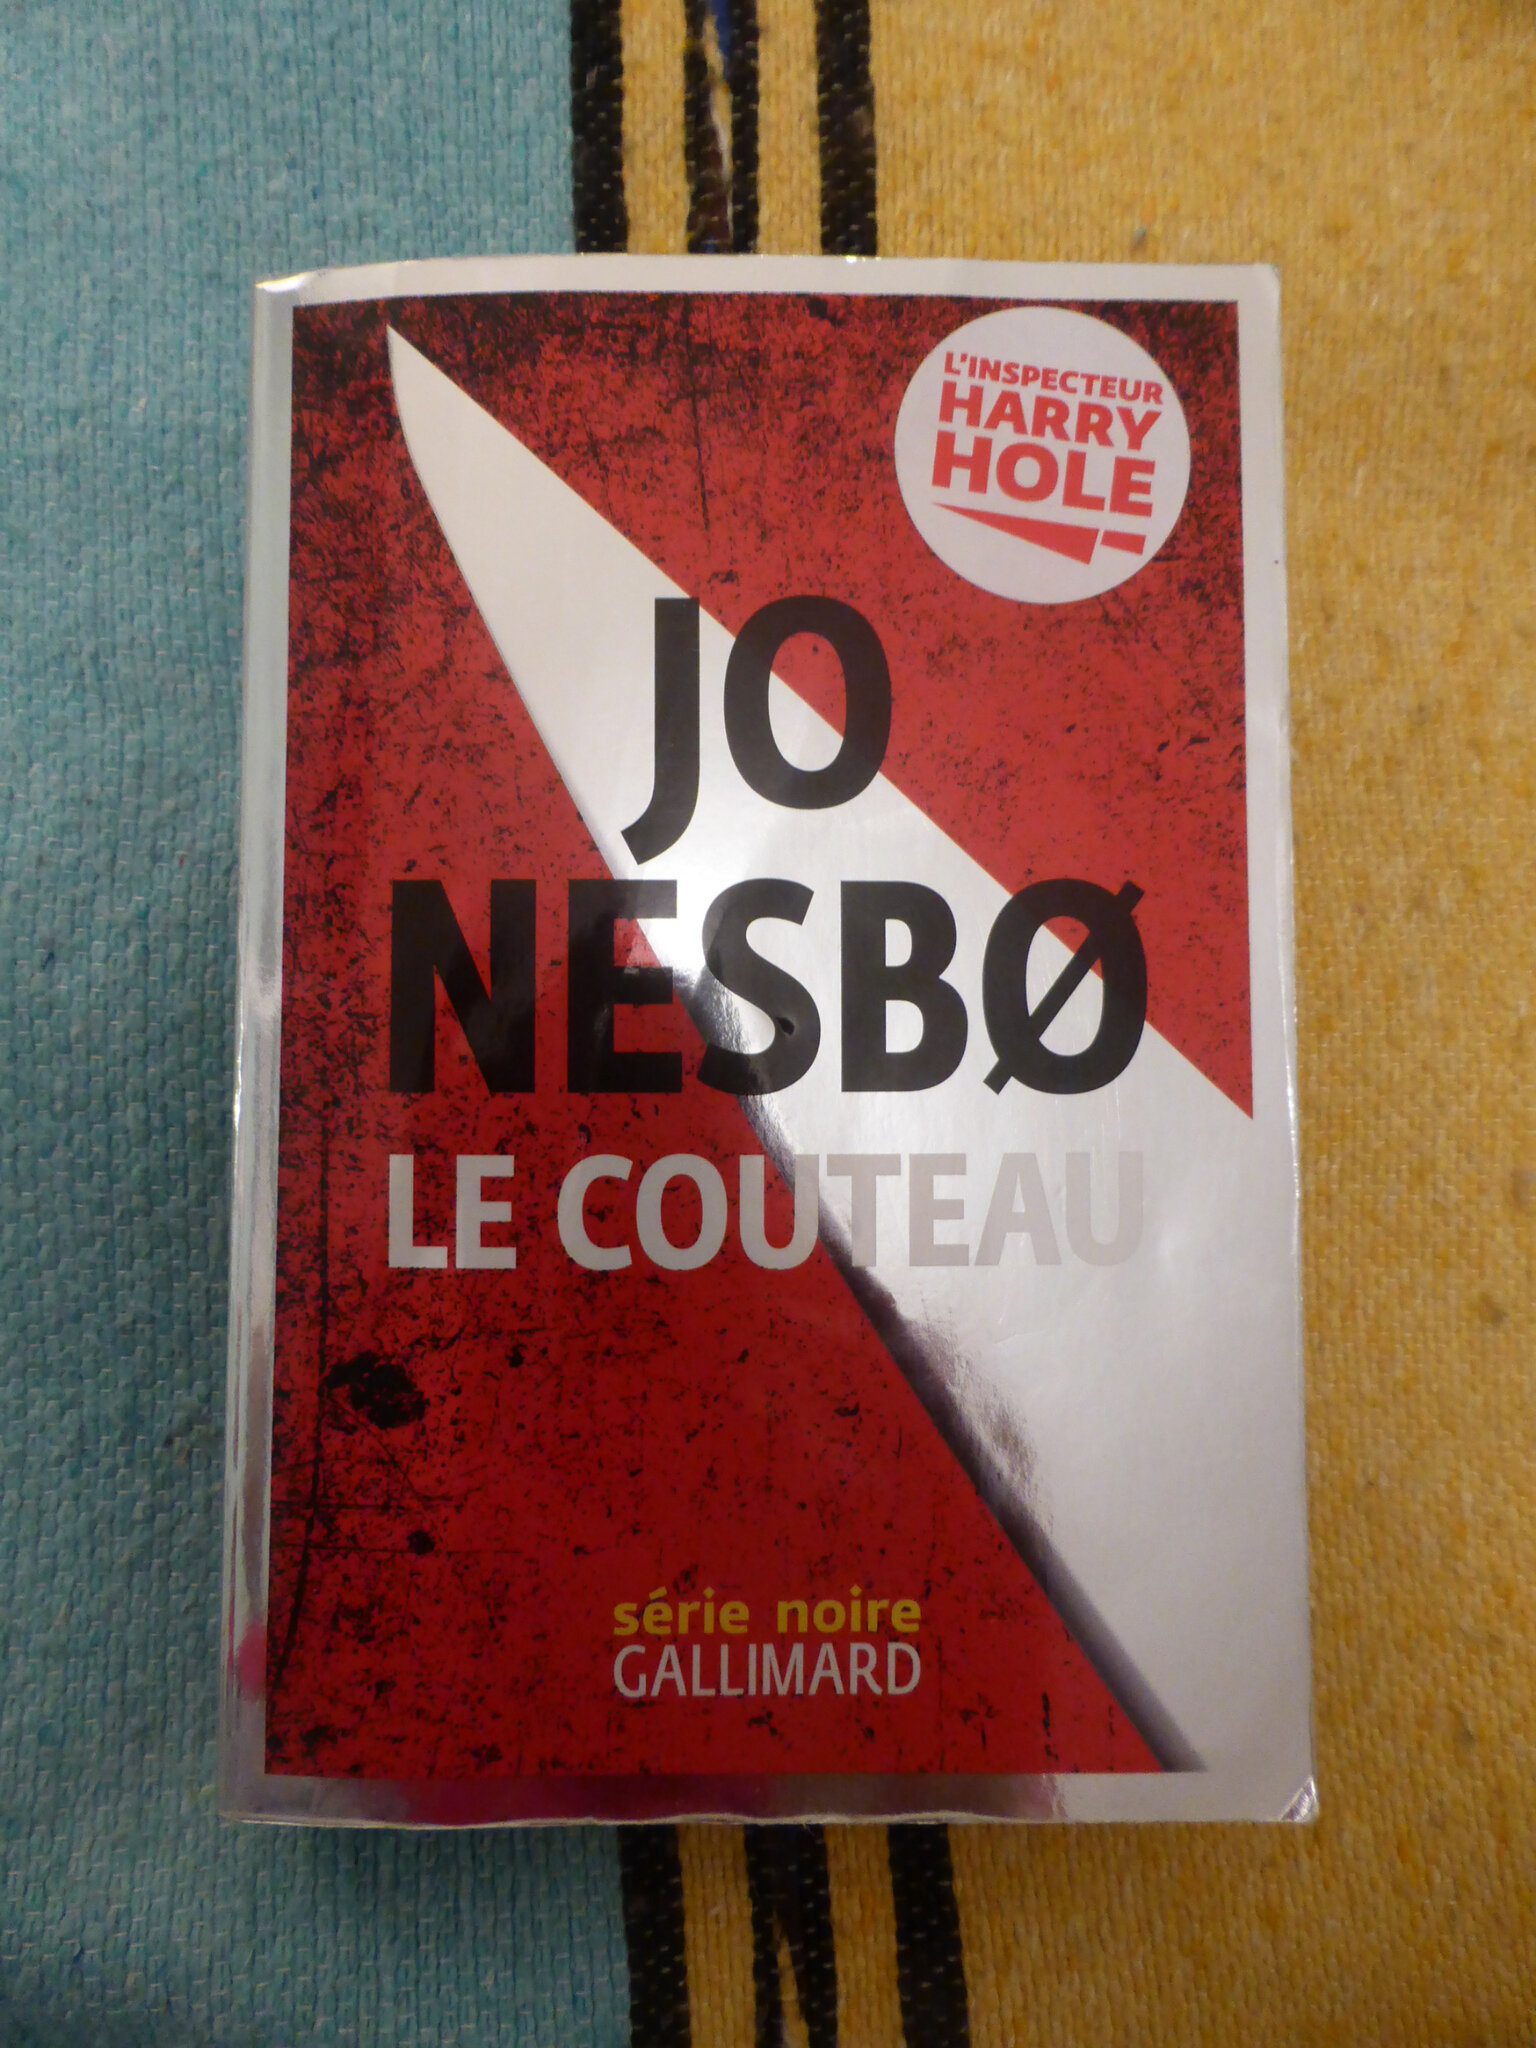 L'INSPECTEUR
HARRY
HOLE
JO
NESBØ
LE COUTEAU
série noire
GALLIMARD